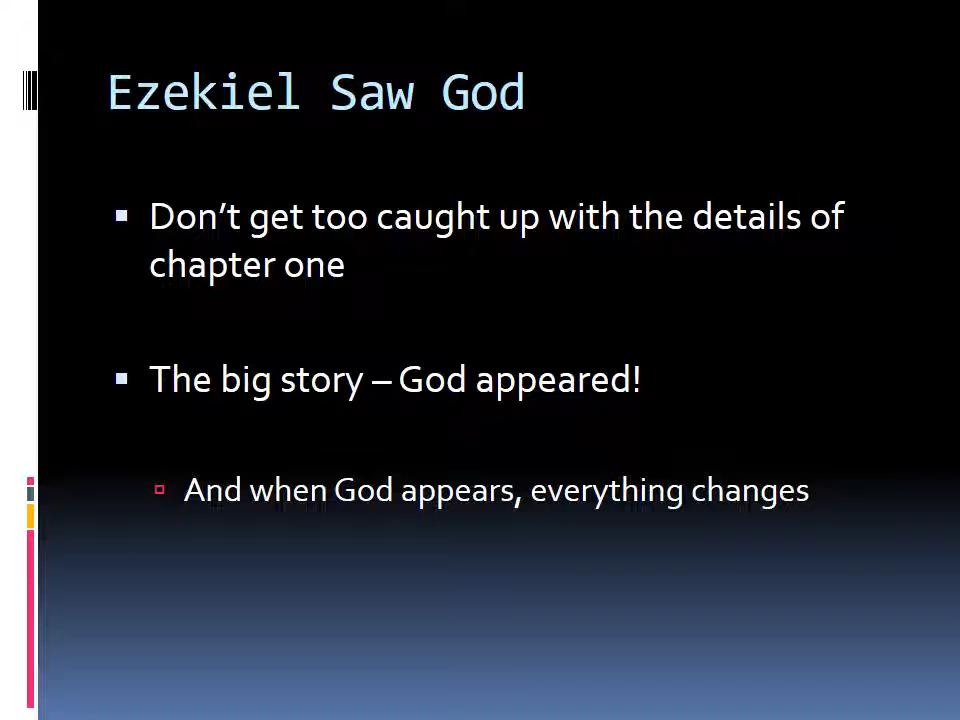 Ezekiel Saw God
Don’t get too caught up with the details of
chapter one
The big story – God appeared!
And when God appears, everything changes